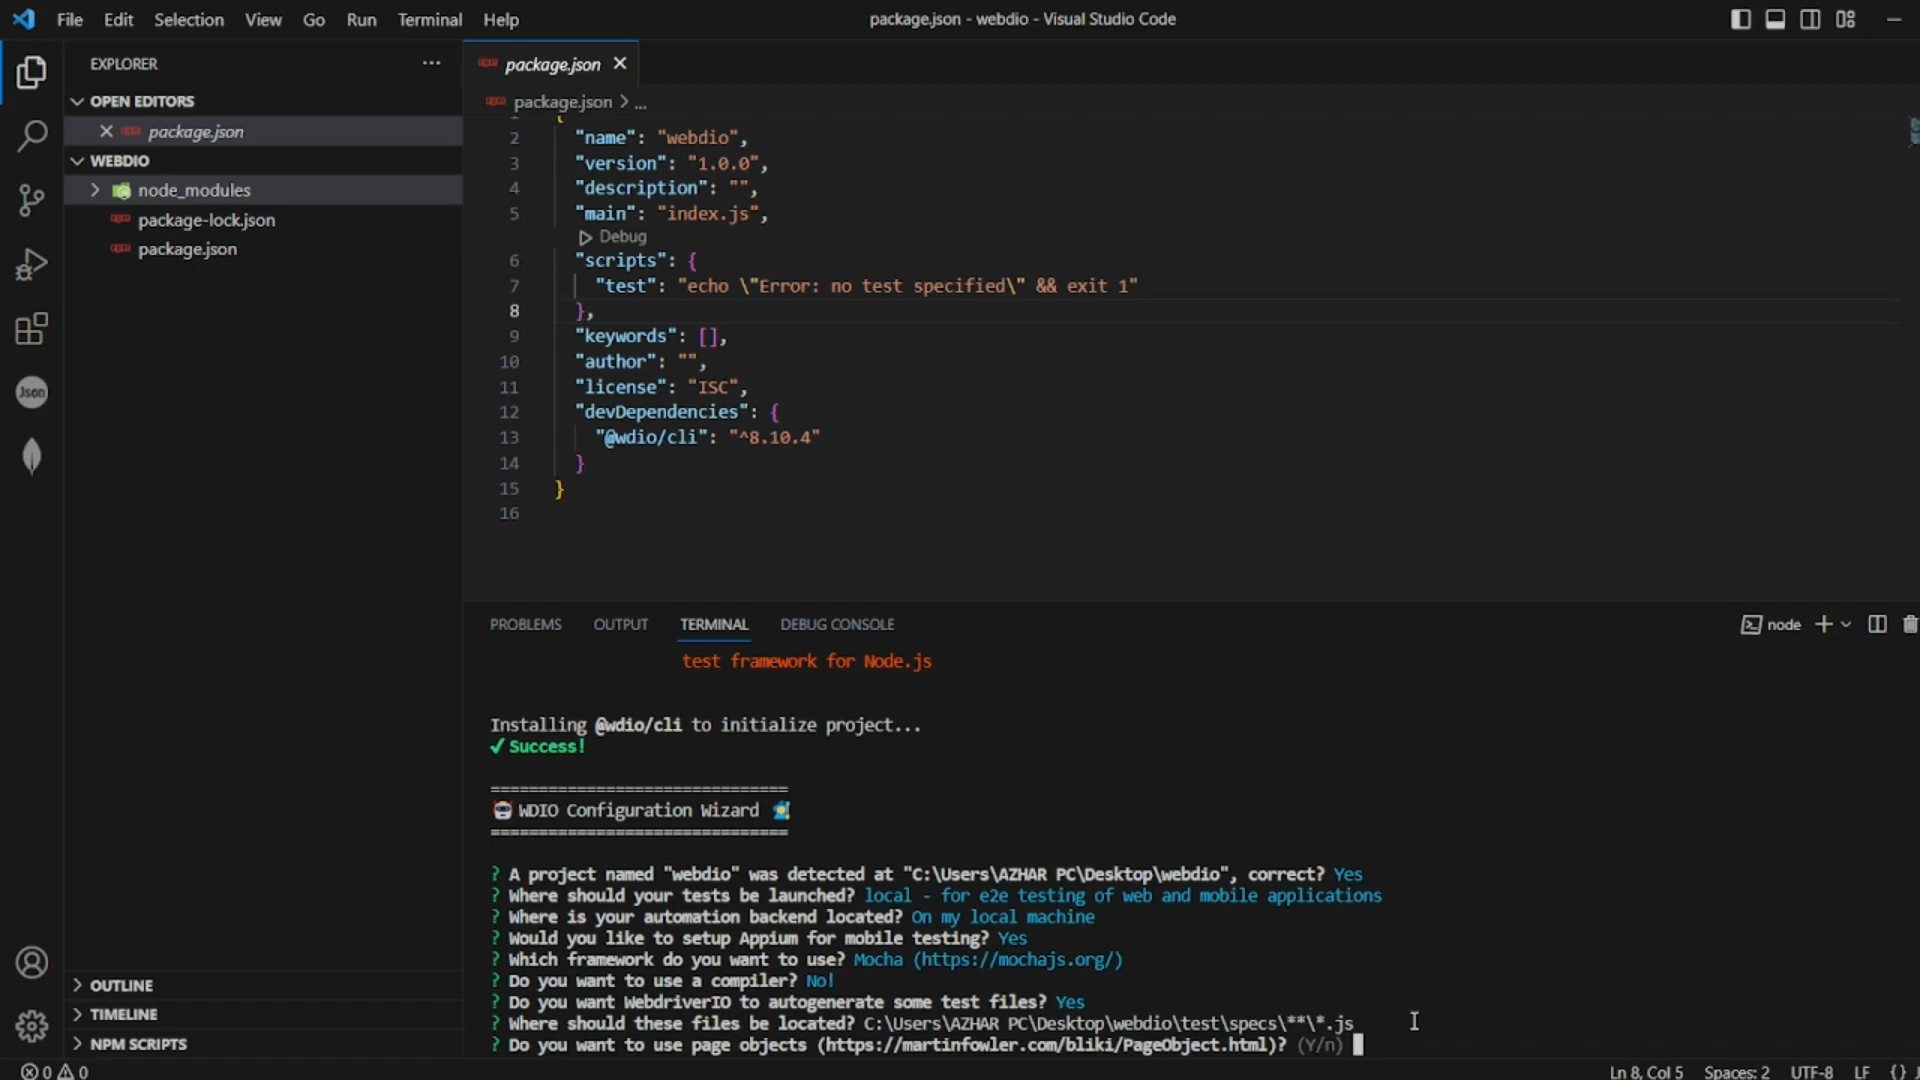 File Edit Selection View Go Run Terminal Help
package.json - webdio - Visual Studio Code
EXPLORER
OPEN EDITORS
package.json
WEBDIO
node_modules
package-lock.json
package.json
Json
OUTLINE
TIMELINE
NPM SCRIPTS
package.json
package.json > ...
1 {
2 "name": "webdio",
3 "version": "1.0.0",
4 "description": "",
5 "main": "index.js",
Debug
6 "scripts": {
7 "test": "echo \"Error: no test specified\" && exit 1"
8 },
9 "keywords": [],
10 "author": "",
11 "license": "ISC",
12 "devDependencies": {
13 "@wdio/cli": "^8.10.4"
14 }
15 }
16
PROBLEMS OUTPUT TERMINAL DEBUG CONSOLE
node
test framework for Node.js
Installing @wdio/cli to initialize project...
✔Success!
===============================
WDIO Configuration Wizard
===============================
? A project named "webdio" was detected at "C:\Users\AZHAR PC\Desktop\webdio", correct? Yes
? Where should your tests be launched? local - for e2e testing of web and mobile applications
? Where is your automation backend located? On my local machine
? Would you like to setup Appium for mobile testing? Yes
? Which framework do you want to use? Mocha (https://mochajs.org/)
? Do you want to use a compiler? No!
? Do you want WebdriverIO to autogenerate some test files? Yes
? Where should these files be located? C:\Users\AZHAR PC\Desktop\webdio\test\specs\**\*.js
? Do you want to use page objects (https://martinfowler.com/bliki/PageObject.html)? (Y/n)
0 0
Ln 8, Col 5 Spaces: 2 UTF-8 LF {}